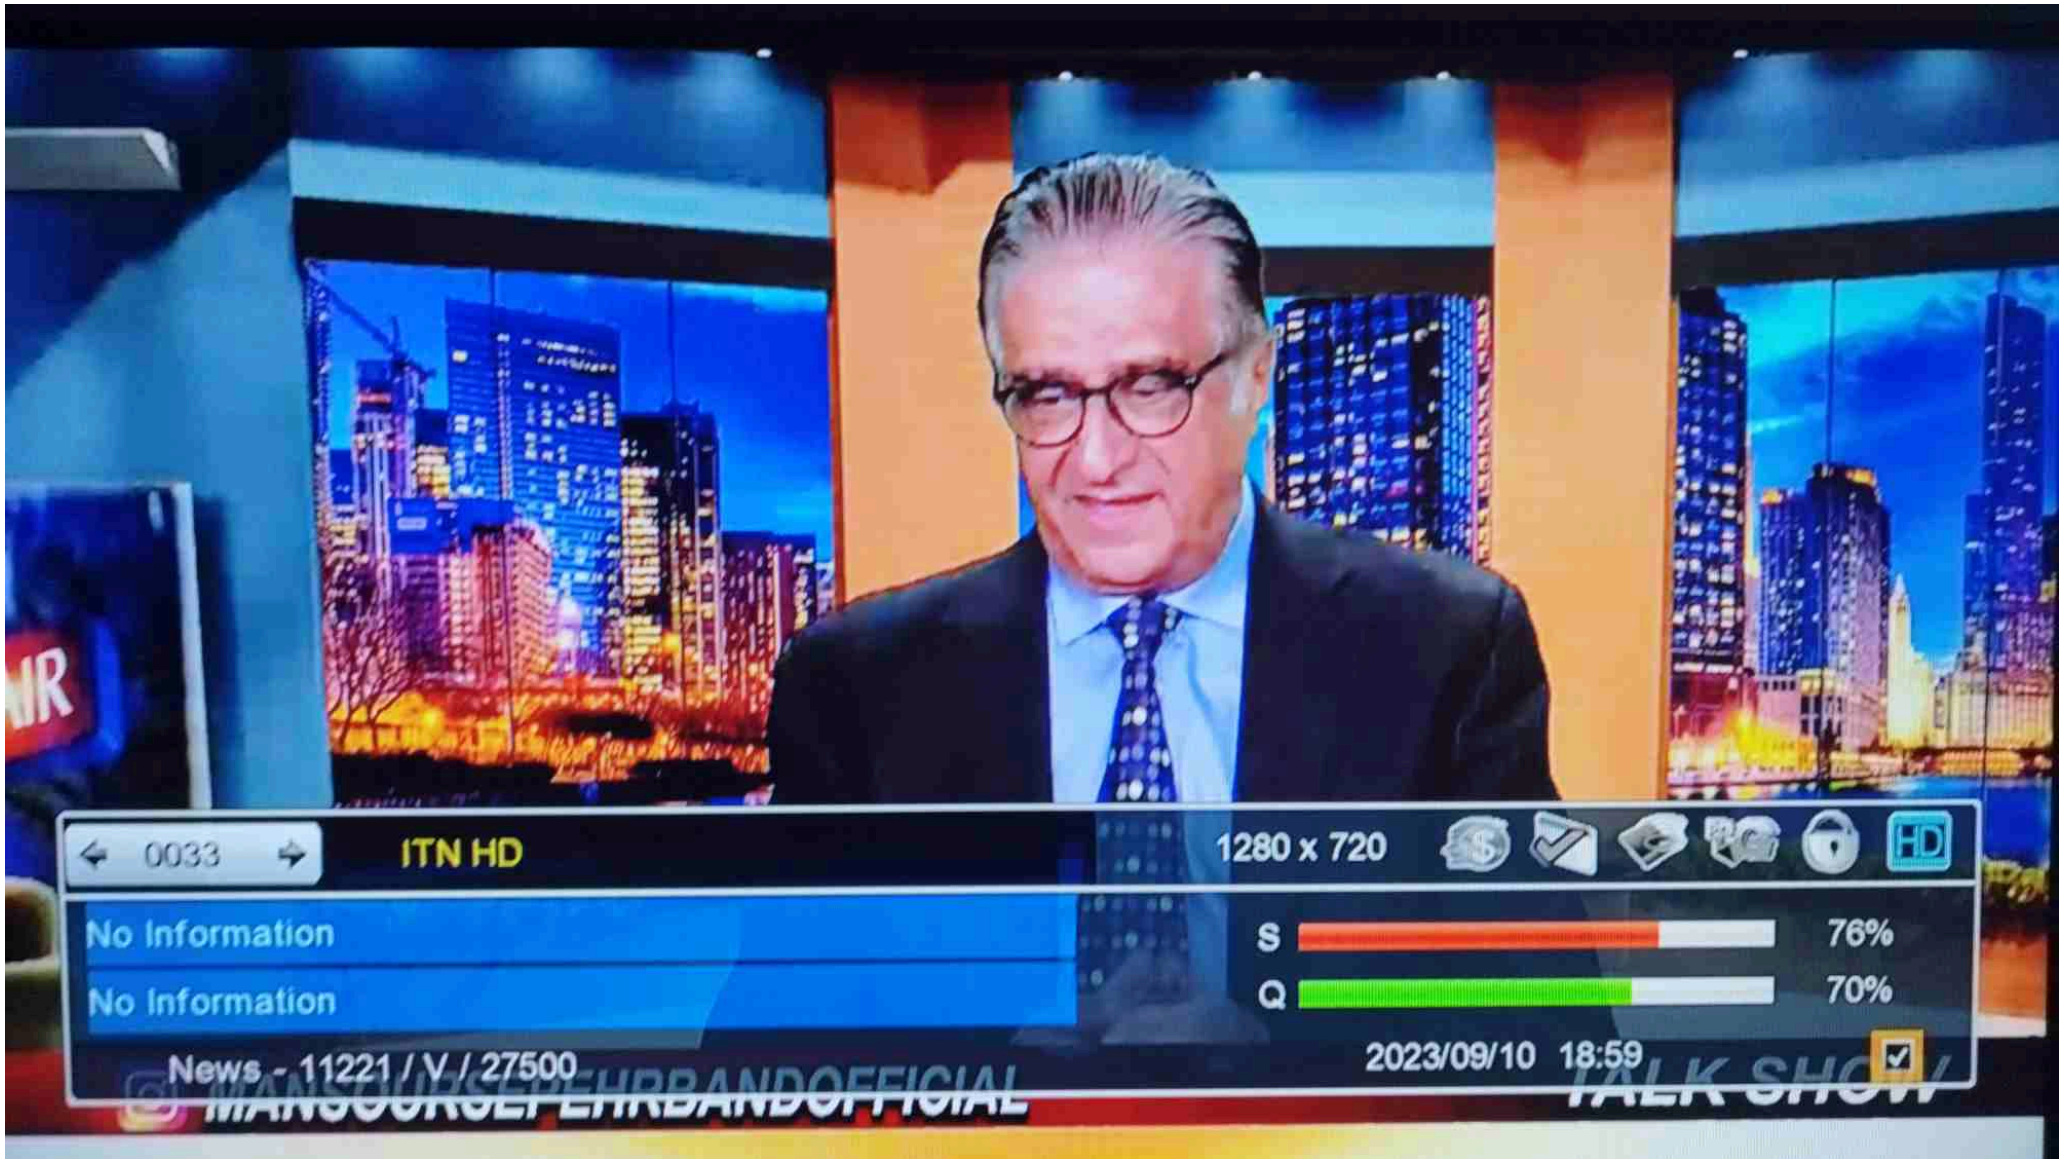 AIR
0033
ITN HD
1280 x 720
HD
No Information
S
76%
No Information
Q
70%
News - 11221 / V / 27500
2023/09/10 18:59
MANSOURSEPEHRBANDOFFICIAL
TALK SHOW